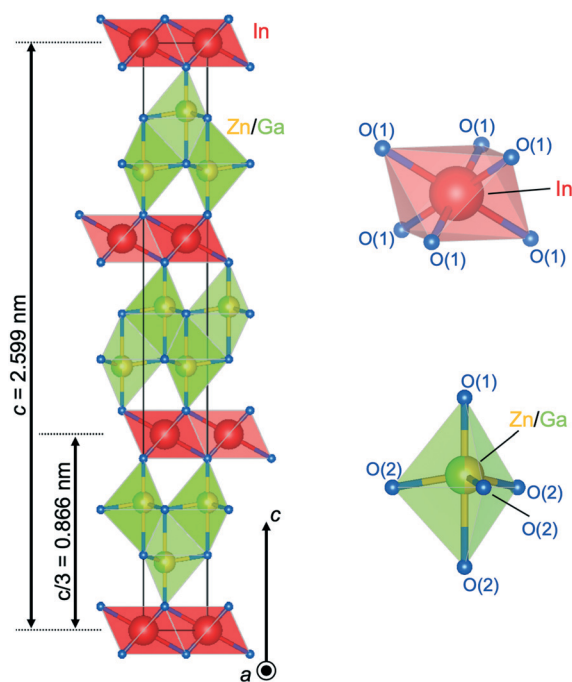 In
Zn/Ga
c = 2.599 nm
c/3 = 0.866 nm
c
a
O(1)
O(1)
O(1)
O(1)
In
O(1)
O(1)
O(1)
Zn/Ga
O(2)
O(2)
O(2)
O(2)